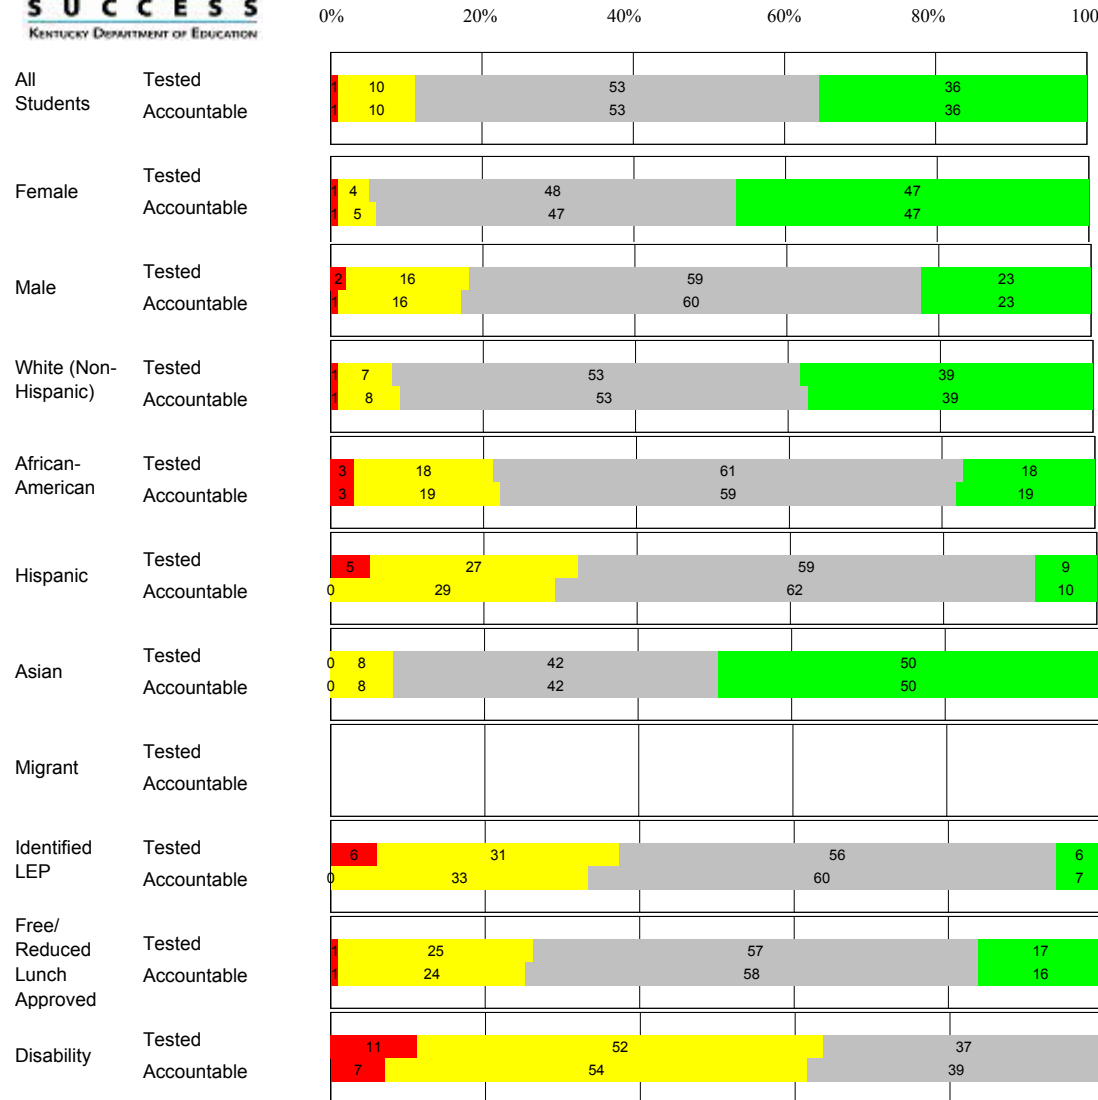 S U C C E S S
KENTUCKY DEPARTMENT OF EDUCATION
0% 20% 40% 60% 80% 100
All Students Tested 1 10 53 36
Accountable 1 10 53 36
Female Tested 1 4 48 47
Accountable 1 5 47 47
Male Tested 2 16 59 23
Accountable 1 16 60 23
White (Non-Hispanic) Tested 1 7 53 39
Accountable 1 8 53 39
African-American Tested 3 18 61 18
Accountable 3 19 59 19
Hispanic Tested 5 27 59 9
Accountable 0 29 62 10
Asian Tested 0 8 42 50
Accountable 0 8 42 50
Migrant Tested
Accountable
Identified LEP Tested 6 31 56 6
Accountable 0 33 60 7
Free/ Reduced Lunch Approved Tested 1 25 57 17
Accountable 1 24 58 16
Disability Tested 11 52 37
Accountable 7 54 39